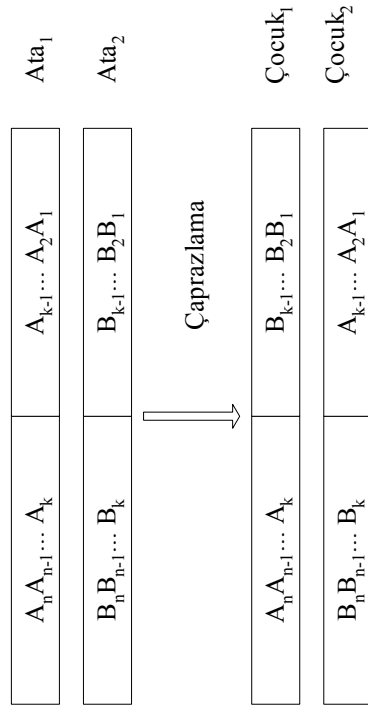 AₙAₙ₋₁⋯ Aₖ Aₖ₋₁⋯ A₂A₁ Ata₁
BₙBₙ₋₁⋯ Bₖ Bₖ₋₁⋯ B₂B₁ Ata₂
Çaprazlama
AₙAₙ₋₁⋯ Aₖ Bₖ₋₁⋯ B₂B₁ Çocuk₁
BₙBₙ₋₁⋯ Bₖ Aₖ₋₁⋯ A₂A₁ Çocuk₂